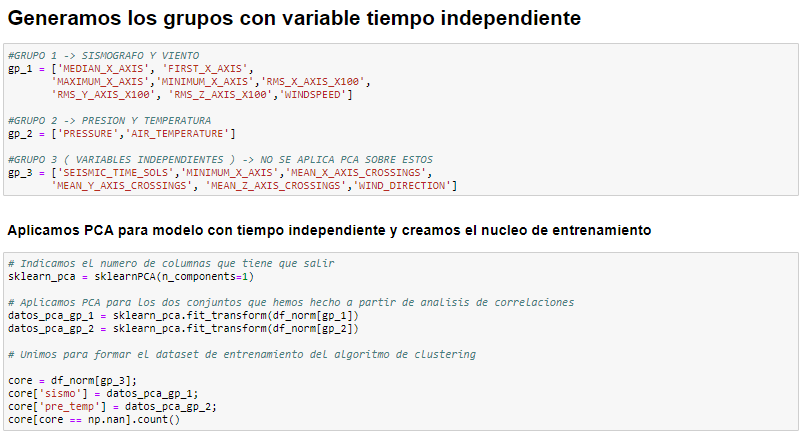 Generamos los grupos con variable tiempo independiente
#GRUPO 1 -> SISMOGRAFO Y VIENTO
gp_1 = ['MEDIAN_X_AXIS', 'FIRST_X_AXIS',
'MAXIMUM_X_AXIS','MINIMUM_X_AXIS','RMS_X_AXIS_X100',
'RMS_Y_AXIS_X100', 'RMS_Z_AXIS_X100','WINDSPEED']
#GRUPO 2 -> PRESION Y TEMPERATURA
gp_2 = ['PRESSURE','AIR_TEMPERATURE']
#GRUPO 3 ( VARIABLES INDEPENDIENTES ) -> NO SE APLICA PCA SOBRE ESTOS
gp_3 = ['SEISMIC_TIME_SOLS','MINIMUM_X_AXIS','MEAN_X_AXIS_CROSSINGS',
'MEAN_Y_AXIS_CROSSINGS', 'MEAN_Z_AXIS_CROSSINGS','WIND_DIRECTION']
Aplicamos PCA para modelo con tiempo independiente y creamos el nucleo de entrenamiento
# Indicamos el numero de columnas que tiene que salir
sklearn_pca = sklearnPCA(n_components=1)
# Aplicamos PCA para los dos conjuntos que hemos hecho a partir de analisis de correlaciones
datos_pca_gp_1 = sklearn_pca.fit_transform(df_norm[gp_1])
datos_pca_gp_2 = sklearn_pca.fit_transform(df_norm[gp_2])
# Unimos para formar el dataset de entrenamiento del algoritmo de clustering
core = df_norm[gp_3];
core['sismo'] = datos_pca_gp_1;
core['pre_temp'] = datos_pca_gp_2;
core[core == np.nan].count()